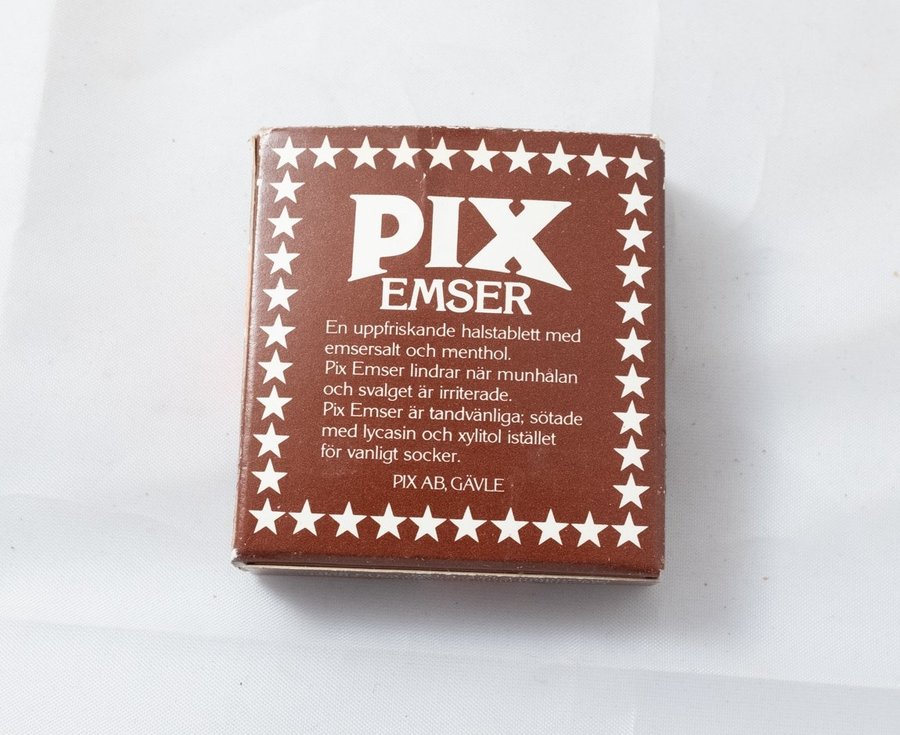 PIX
EMSER
En uppfriskande halstablett med
emsersalt och menthol.
Pix Emser lindrar när munhålan
och svalget är irriterade.
Pix Emser är tandvänliga; sötade
med lycasin och xylitol istället
för vanligt socker.
PIX AB, GÄVLE